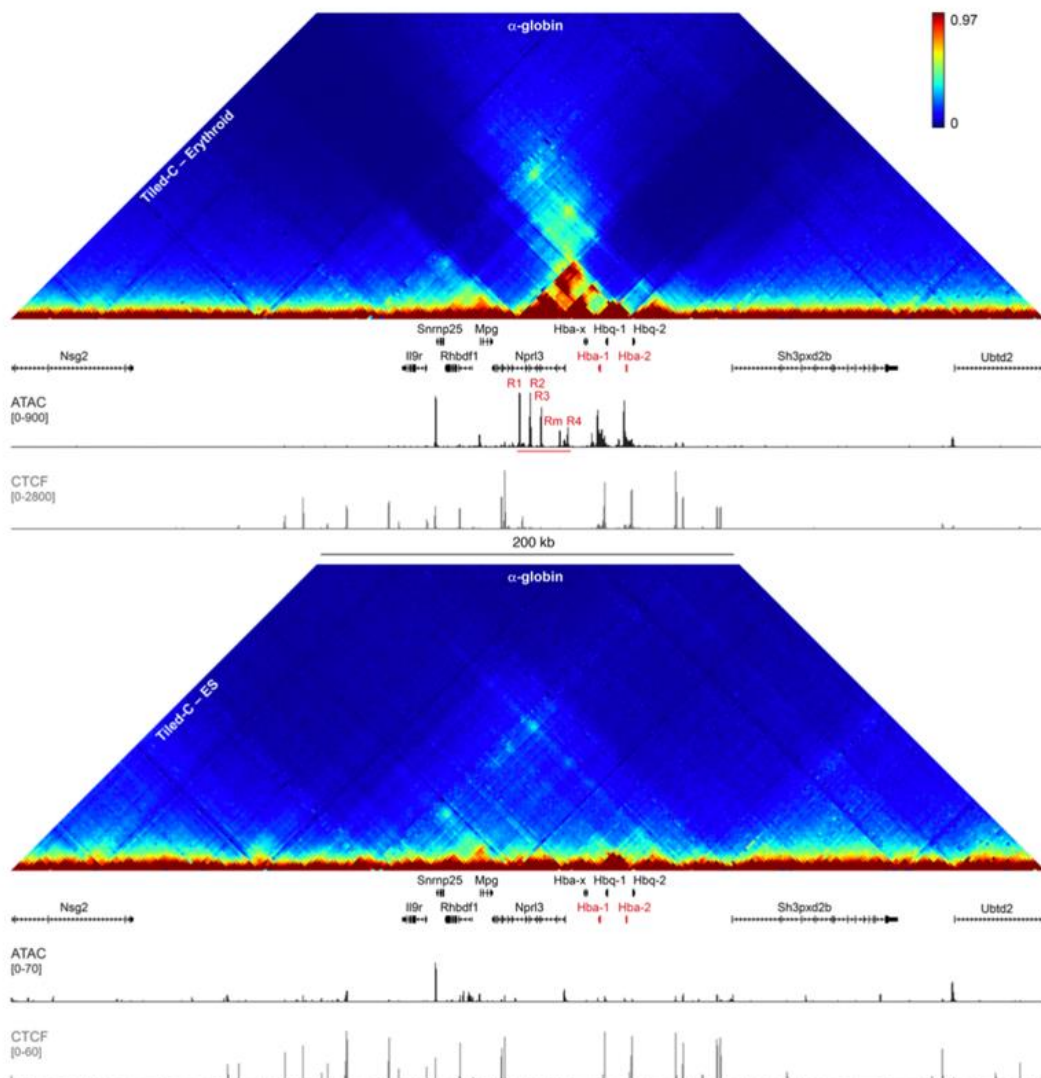 α-globin
0.97
0
Tiled-C – Erythroid
Snrnp25 Mpg Hba-x Hbq-1 Hbq-2
Nsg2 Il9r Rhbdf1 Nprl3 Hba-1 Hba-2 Sh3pxd2b Ubtd2
R1 R2
R3
Rm R4
ATAC
[0-900]
CTCF
[0-2800]
200 kb
α-globin
Tiled-C – ES
Snrnp25 Mpg Hba-x Hbq-1 Hbq-2
Nsg2 Il9r Rhbdf1 Nprl3 Hba-1 Hba-2 Sh3pxd2b Ubtd2
ATAC
[0-70]
CTCF
[0-60]